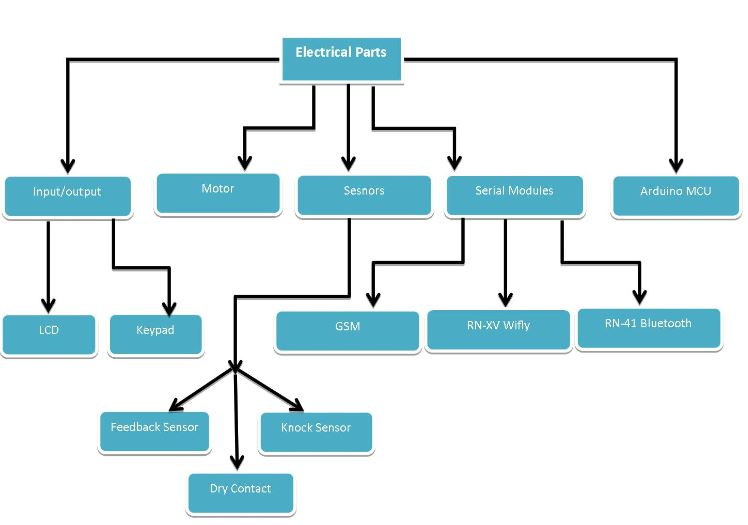 Electrical Parts
Input/output
Motor
Sesnors
Serial Modules
Arduino MCU
LCD
Keypad
GSM
RN-XV Wifly
RN-41 Bluetooth
Feedback Sensor
Knock Sensor
Dry Contact